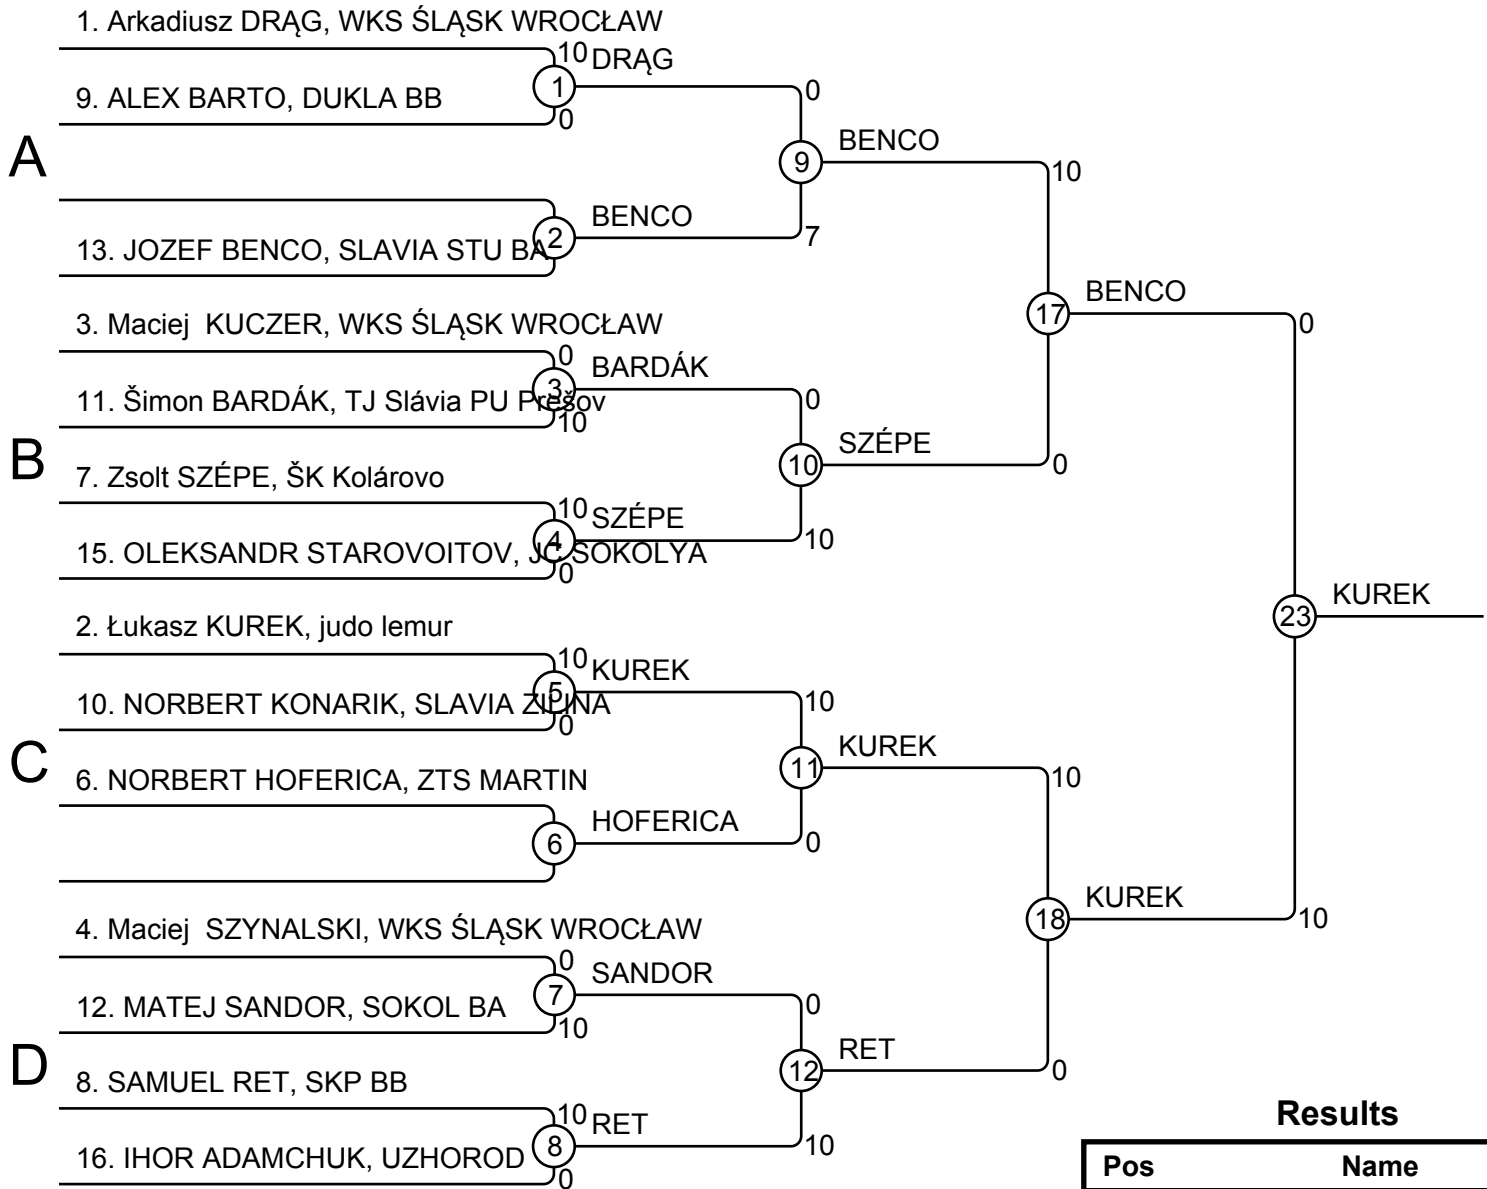 1. Arkadiusz DRĄG, WKS ŚLĄSK WROCŁAW
10
DRĄG
1
0
9. ALEX BARTO, DUKLA BB
0
A
BENCO
9
10
BENCO
2
7
13. JOZEF BENCO, SLAVIA STU BA
3. Maciej  KUCZER, WKS ŚLĄSK WROCŁAW
BENCO
17
0
0
BARDÁK
3
0
11. Šimon BARDÁK, TJ Slávia PU Prešov
10
B
SZÉPE
10
0
7. Zsolt SZÉPE, ŠK Kolárovo
10
SZÉPE
4
10
15. OLEKSANDR STAROVOITOV, JC SOKOLYA
0
KUREK
23
2. Łukasz KUREK, judo lemur
10
KUREK
5
10
10. NORBERT KONARIK, SLAVIA ZILINA
0
C
KUREK
11
10
6. NORBERT HOFERICA, ZTS MARTIN
HOFERICA
6
0
KUREK
18
10
4. Maciej  SZYNALSKI, WKS ŚLĄSK WROCŁAW
0
SANDOR
7
0
12. MATEJ SANDOR, SOKOL BA
10
D
RET
12
0
8. SAMUEL RET, SKP BB
10
RET
8
10
16. IHOR ADAMCHUK, UZHOROD
0
Results
Pos Name